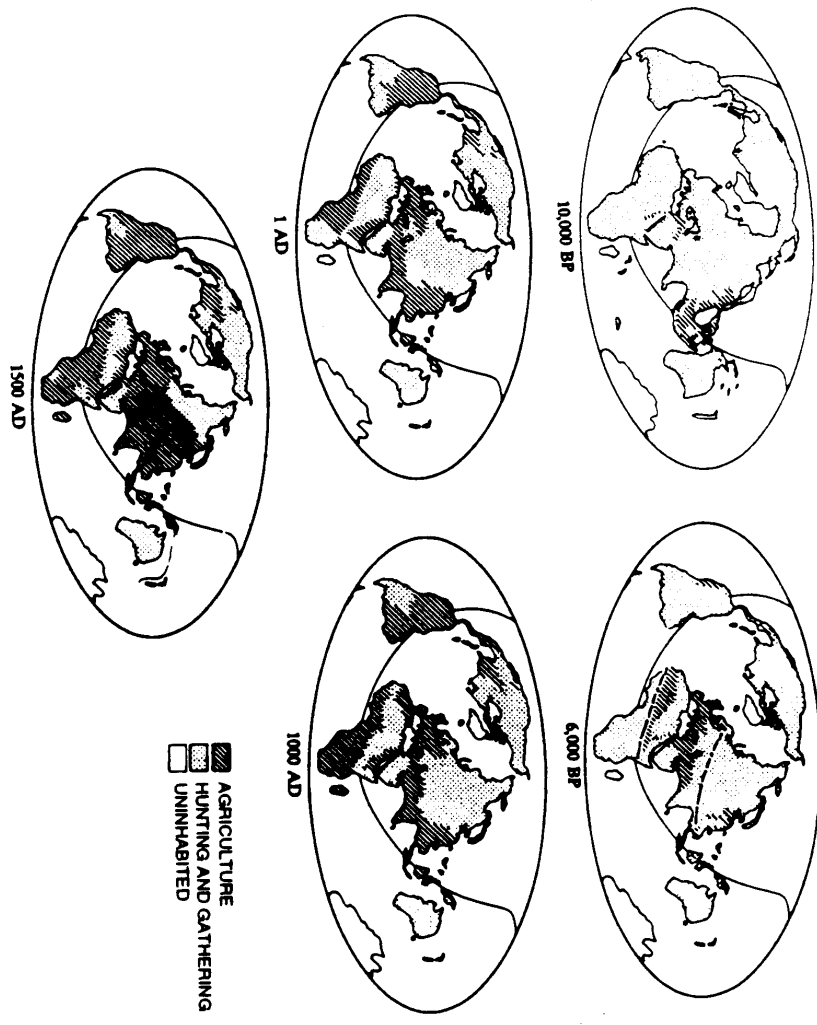 10,000 BP
6,000 BP
1 AD
1000 AD
1500 AD
AGRICULTURE
HUNTING AND GATHERING
UNINHABITED